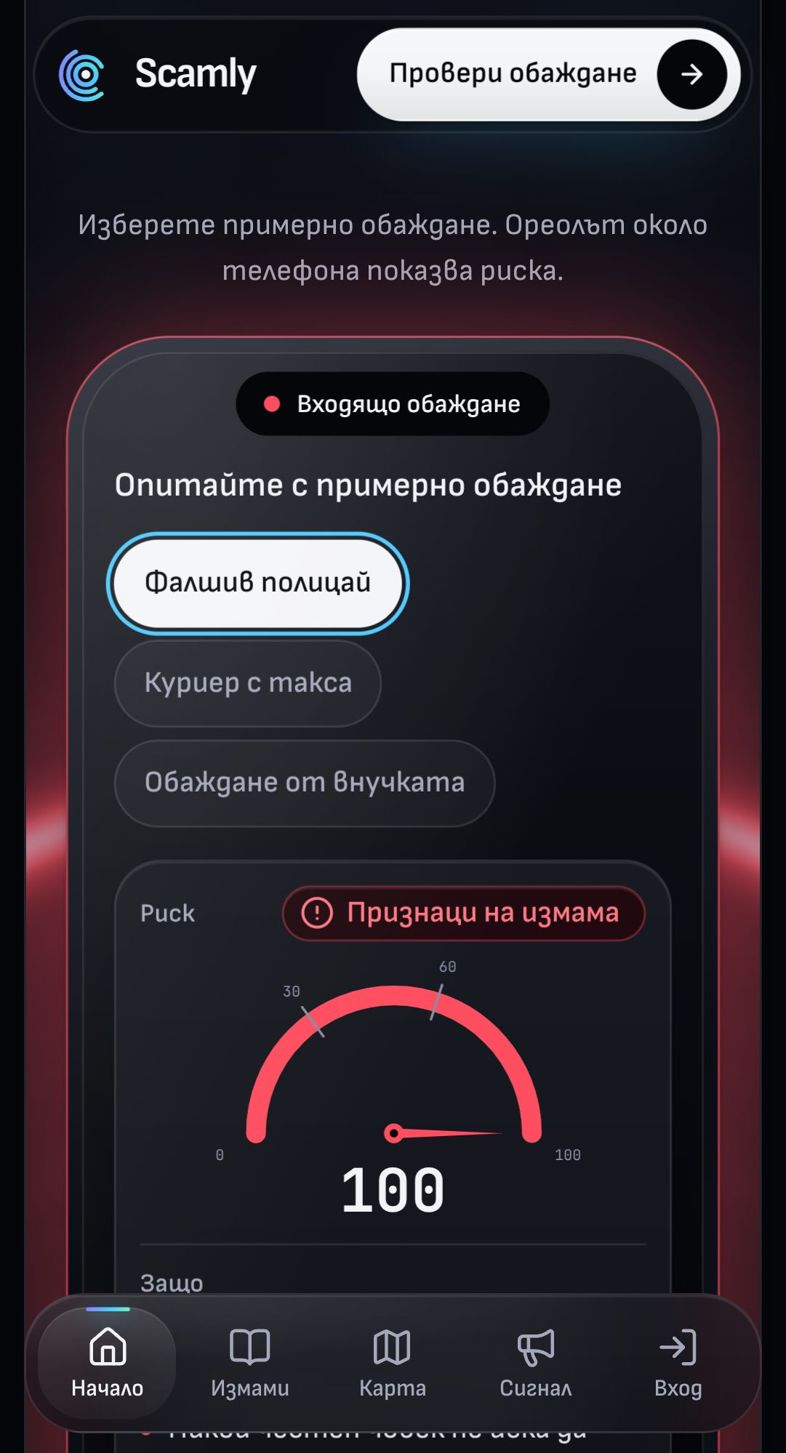 Scamly
Провери обаждане
Изберете примерно обаждане. Ореолът около
телефона показва риска.
Входящо обаждане
Опитайте с примерно обаждане
Фалшив полицай
Куриер с такса
Обаждане от внучката
Риск
Признаци на измама
30
60
0
100
100
Защо
Начало
Измами
Карта
Сигнал
Вход